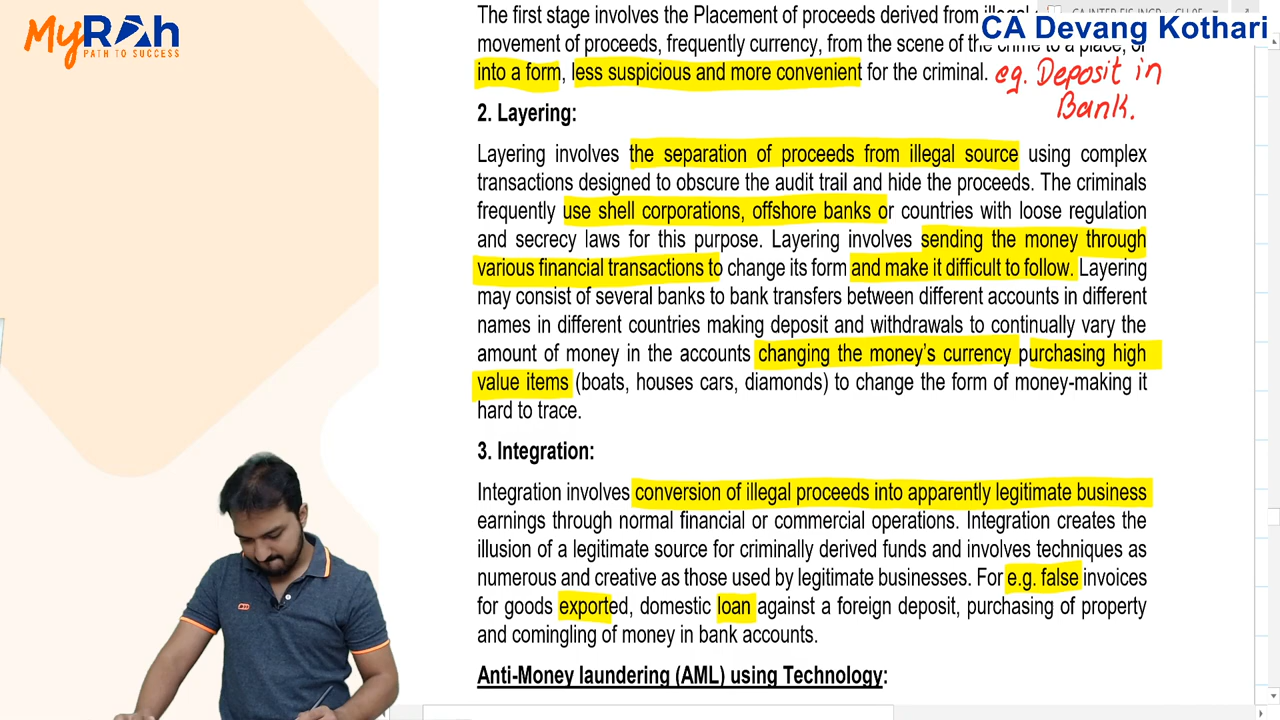 MyRAh
PATH TO SUCCESS
CA Devang Kothari
The first stage involves the Placement of proceeds derived from illegal
movement of proceeds, frequently currency, from the scene of the crime to a place, or
into a form, less suspicious and more convenient for the criminal. eg. Deposit in
Bank.
2. Layering:
Layering involves the separation of proceeds from illegal source using complex
transactions designed to obscure the audit trail and hide the proceeds. The criminals
frequently use shell corporations, offshore banks or countries with loose regulation
and secrecy laws for this purpose. Layering involves sending the money through
various financial transactions to change its form and make it difficult to follow. Layering
may consist of several banks to bank transfers between different accounts in different
names in different countries making deposit and withdrawals to continually vary the
amount of money in the accounts changing the money's currency purchasing high
value items (boats, houses cars, diamonds) to change the form of money-making it
hard to trace.
3. Integration:
Integration involves conversion of illegal proceeds into apparently legitimate business
earnings through normal financial or commercial operations. Integration creates the
illusion of a legitimate source for criminally derived funds and involves techniques as
numerous and creative as those used by legitimate businesses. For e.g. false invoices
for goods exported, domestic loan against a foreign deposit, purchasing of property
and comingling of money in bank accounts.
Anti-Money laundering (AML) using Technology: